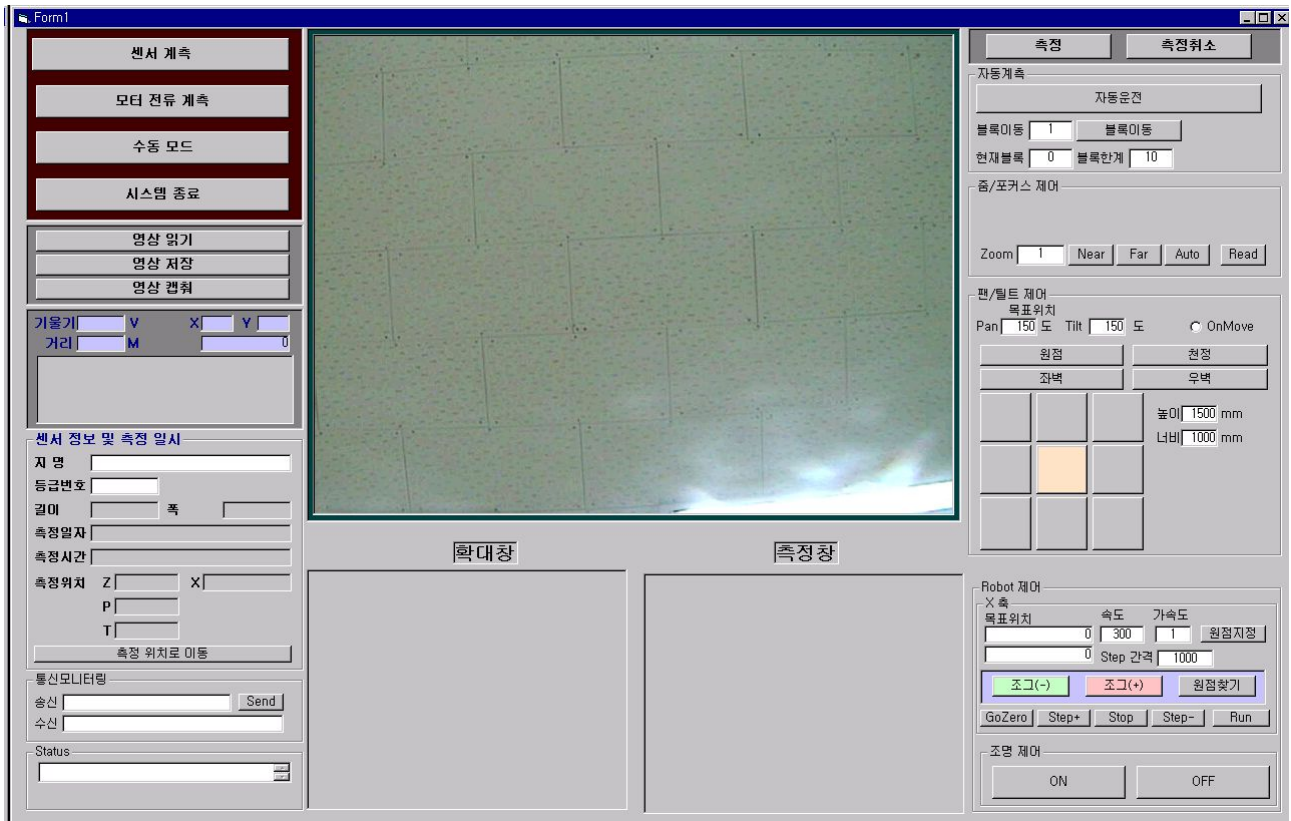 Form1
센서 계측
모터 전류 계측
수동 모드
시스템 종료
영상 읽기
영상 저장
영상 캡춰
기울기 V X Y
거리 M 0
센서 정보 및 측정 일시
지 명
등급번호
길이 폭
측정일자
측정시간
측정위치 Z X
P
T
측정 위치로 이동
통신모니터링
송신 Send
수신
Status
확대창
측정창
측정 측정취소
자동계측
자동운전
블록이동 1 블록이동
현재블록 0 블록한계 10
줌/포커스 제어
Zoom 1 Near Far Auto Read
팬/틸트 제어
목표위치
Pan 150 도 Tilt 150 도 OnMove
원점 천정
좌벽 우벽
높이 1500 mm
너비 1000 mm
Robot 제어
X 축
목표위치 속도 가속도
0 300 1 원점지정
0 Step 간격 1000
조그(-) 조그(+) 원점찾기
GoZero Step+ Stop Step- Run
조명 제어
ON OFF